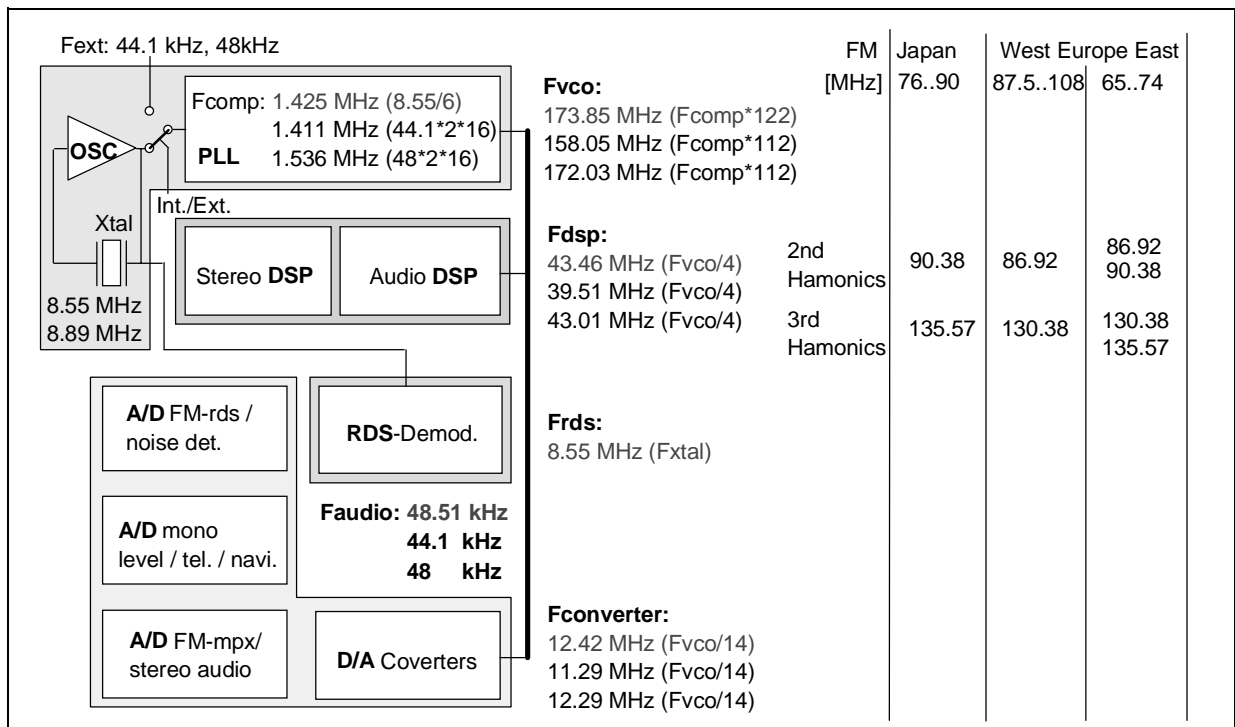 Fext: 44.1 kHz, 48kHz
Fcomp: 1.425 MHz (8.55/6)
1.411 MHz (44.1*2*16)
PLL 1.536 MHz (48*2*16)
OSC
Int./Ext.
Xtal
8.55 MHz
8.89 MHz
Stereo DSP
Audio DSP
A/D FM-rds /
noise det.
RDS-Demod.
A/D mono
level / tel. / navi.
Faudio: 48.51 kHz
44.1 kHz
48 kHz
A/D FM-mpx/
stereo audio
D/A Coverters
Fvco:
173.85 MHz (Fcomp*122)
158.05 MHz (Fcomp*112)
172.03 MHz (Fcomp*112)
Fdsp:
43.46 MHz (Fvco/4)
39.51 MHz (Fvco/4)
43.01 MHz (Fvco/4)
Frds:
8.55 MHz (Fxtal)
Fconverter:
12.42 MHz (Fvco/14)
11.29 MHz (Fvco/14)
12.29 MHz (Fvco/14)
FM Japan West Europe East
[MHz] 76..90 87.5..108 65..74
2nd
Hamonics
90.38 86.92 86.92
90.38
3rd
Hamonics
135.57 130.38 130.38
135.57